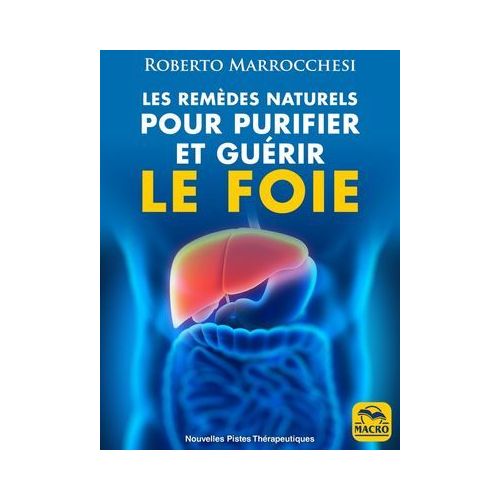 ROBERTO MARROCCHESI
LES REMÈDES NATURELS
POUR PURIFIER
ET GUÉRIR
LE FOIE
MACRO
Nouvelles Pistes Thérapeutiques